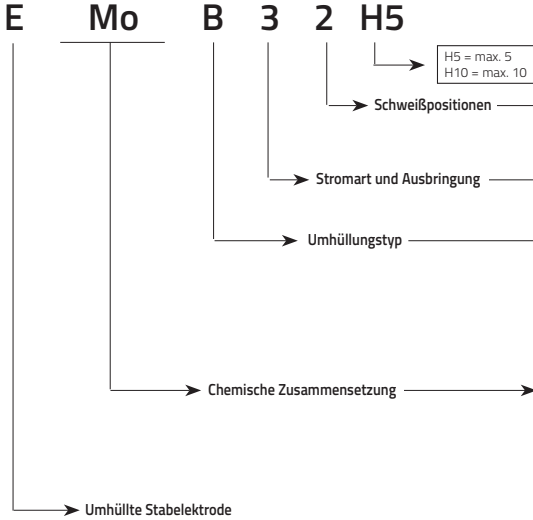 E Mo B 3 2 H5
H5 = max. 5
H10 = max. 10
Schweißpositionen
Stromart und Ausbringung
Umhüllungstyp
Chemische Zusammensetzung
Umhüllte Stabelektrode